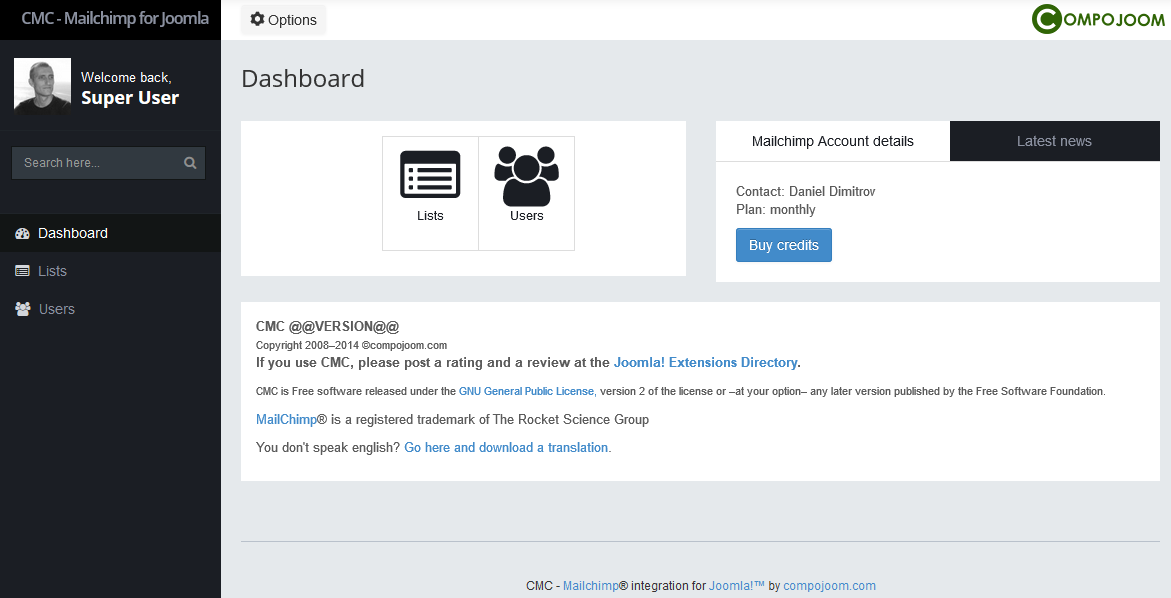 CMC - Mailchimp for Joomla
Options
COMPOJOOM
Welcome back,
Super User
Search here...
Dashboard
Lists
Users
Dashboard
Lists
Users
Mailchimp Account details
Latest news
Contact: Daniel Dimitrov
Plan: monthly
Buy credits
CMC @@VERSION@@
Copyright 2008–2014 ©compojoom.com
If you use CMC, please post a rating and a review at the Joomla! Extensions Directory.
CMC is Free software released under the GNU General Public License, version 2 of the license or –at your option– any later version published by the Free Software Foundation.
MailChimp® is a registered trademark of The Rocket Science Group
You don't speak english? Go here and download a translation.
CMC - Mailchimp® integration for Joomla!™ by compojoom.com